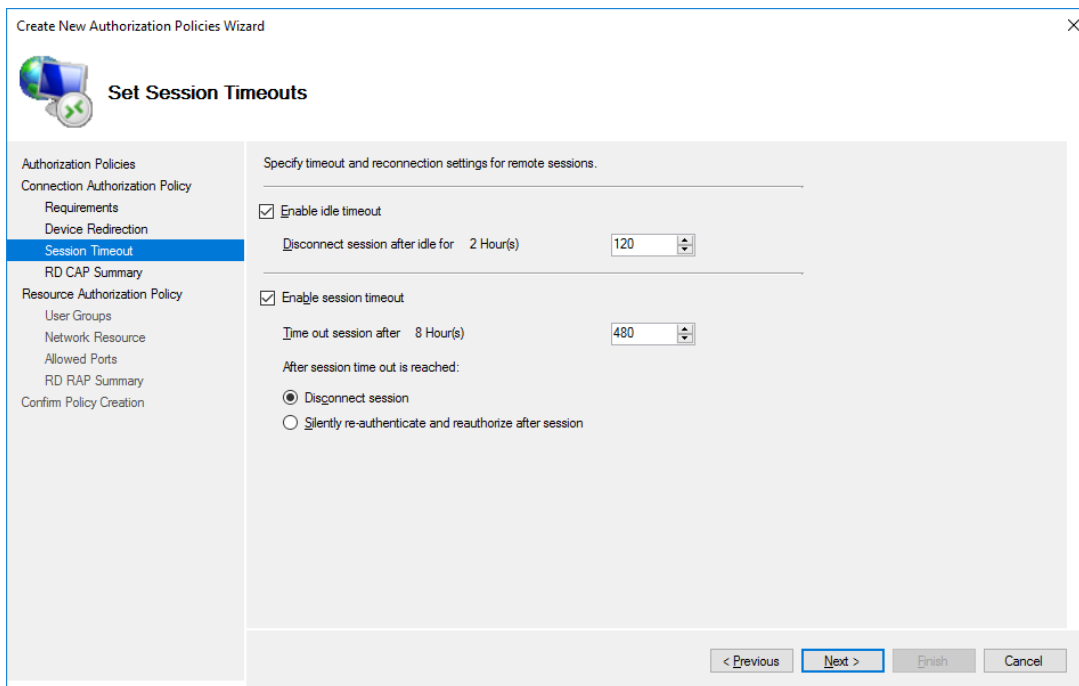 Create New Authorization Policies Wizard
Set Session Timeouts
Authorization Policies
Connection Authorization Policy
Requirements
Device Redirection
Session Timeout
RD CAP Summary
Resource Authorization Policy
User Groups
Network Resource
Allowed Ports
RD RAP Summary
Confirm Policy Creation
Specify timeout and reconnection settings for remote sessions.
Enable idle timeout
Disconnect session after idle for 2 Hour(s) 120
Enable session timeout
Time out session after 8 Hour(s) 480
After session time out is reached:
Disconnect session
Silently re-authenticate and reauthorize after session
< Previous Next > Finish Cancel